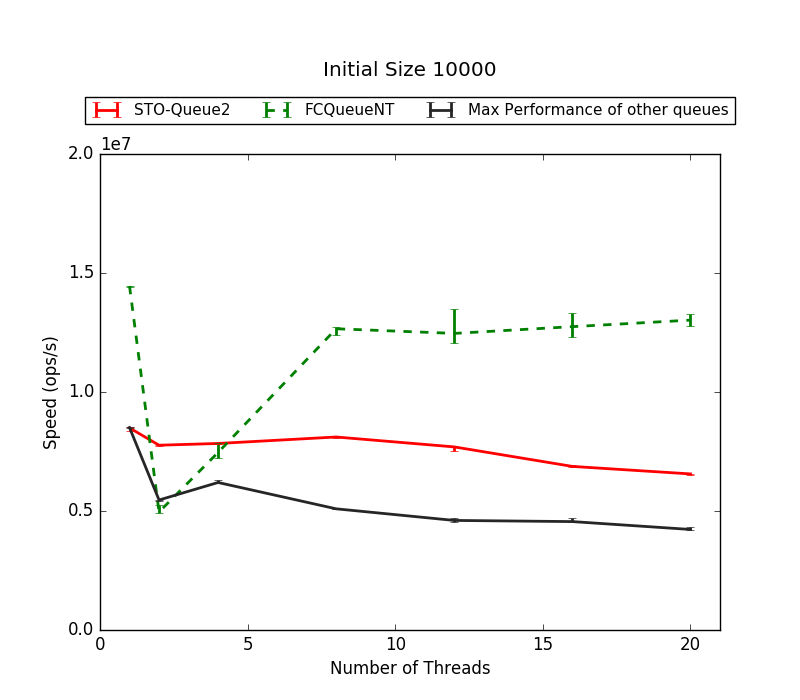 Initial Size 10000
STO-Queue2 FCQueueNT Max Performance of other queues
1e7
2.0
1.5
1.0
0.5
0.0
Speed (ops/s)
0 5 10 15 20
Number of Threads